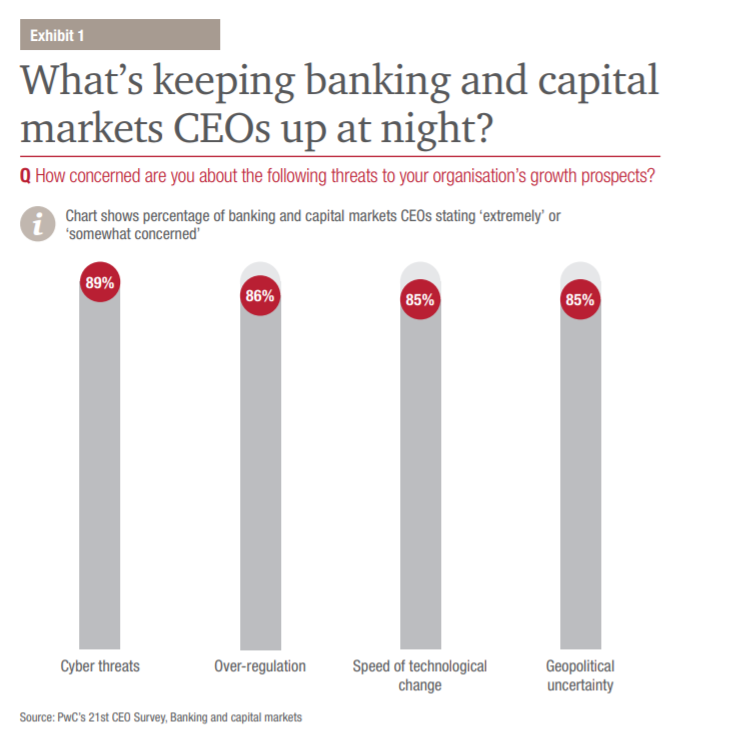 Exhibit 1
What’s keeping banking and capital
markets CEOs up at night?
Q How concerned are you about the following threats to your organisation’s growth prospects?
i
Chart shows percentage of banking and capital markets CEOs stating ‘extremely’ or
‘somewhat concerned’
89%
86%
85%
85%
Cyber threats
Over-regulation
Speed of technological
change
Geopolitical
uncertainty
Source: PwC’s 21st CEO Survey, Banking and capital markets